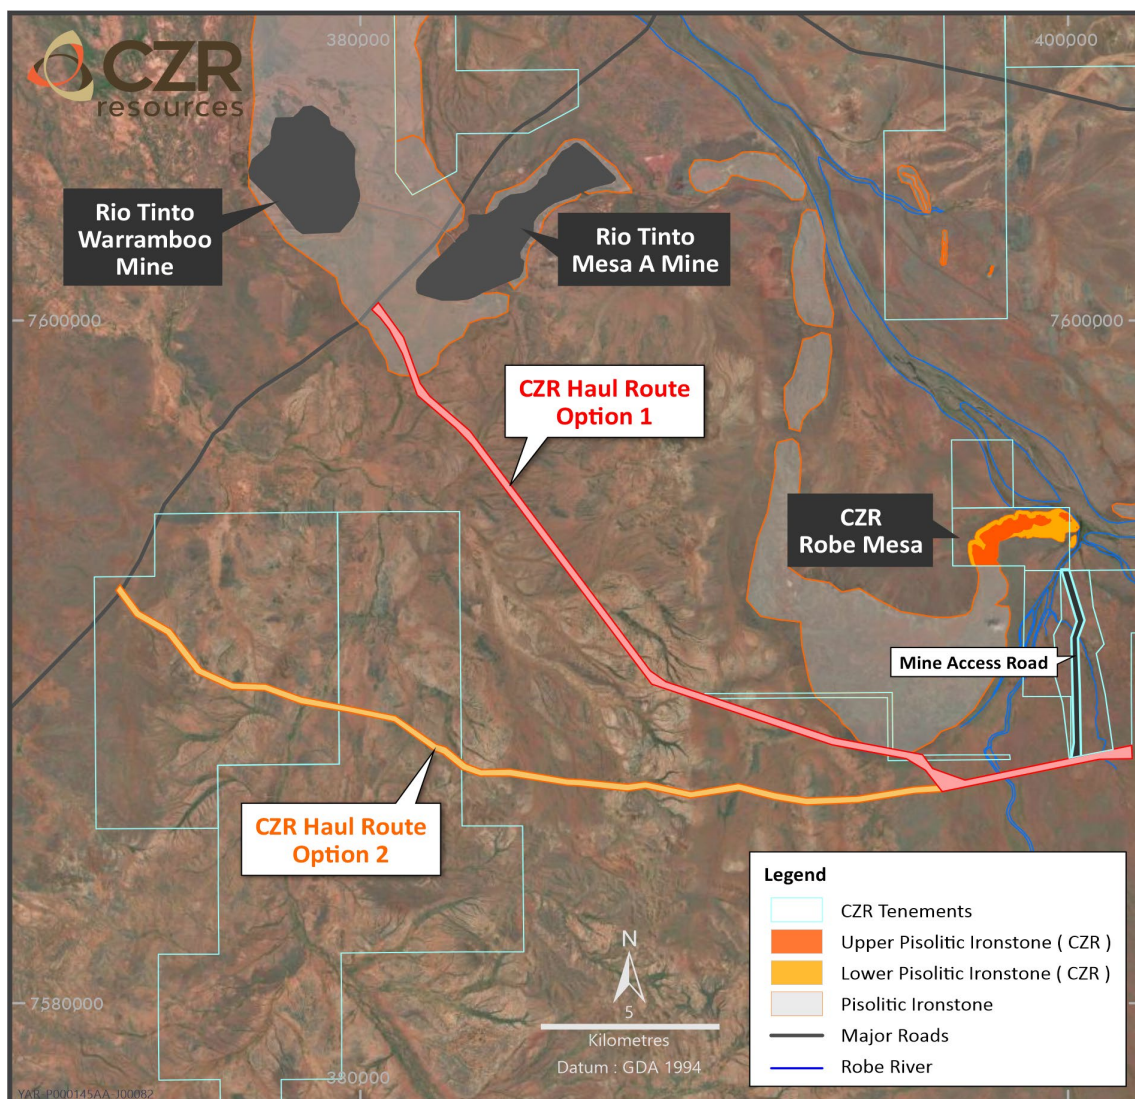 CZR
resources
380000
400000
Rio Tinto
Warramboo
Mine
Rio Tinto
Mesa A Mine
7600000
7600000
CZR Haul Route
Option 1
CZR
Robe Mesa
Mine Access Road
CZR Haul Route
Option 2
N
5
Kilometres
Datum : GDA 1994
7580000
380000
YAR_P000145AA-J00082
Legend
CZR Tenements
Upper Pisolitic Ironstone ( CZR )
Lower Pisolitic Ironstone ( CZR )
Pisolitic Ironstone
Major Roads
Robe River